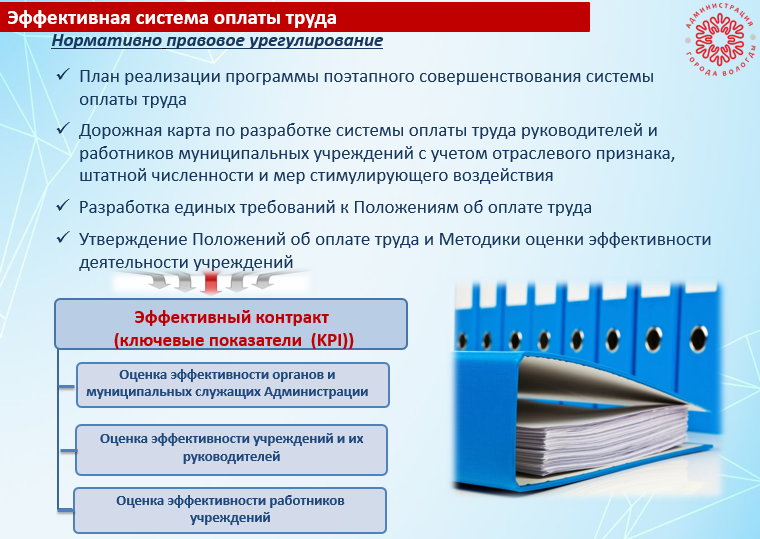 Эффективная система оплаты труда
АДМИНИСТРАЦИЯ
ГОРОДА ВОЛОГДЫ
Нормативно правовое урегулирование
✓ План реализации программы поэтапного совершенствования системы
оплаты труда
✓ Дорожная карта по разработке системы оплаты труда руководителей и
работников муниципальных учреждений с учетом отраслевого признака,
штатной численности и мер стимулирующего воздействия
✓ Разработка единых требований к Положениям об оплате труда
✓ Утверждение Положений об оплате труда и Методики оценки эффективности
деятельности учреждений
Эффективный контракт
(ключевые показатели (KPI))
Оценка эффективности органов и
муниципальных служащих Администрации
Оценка эффективности учреждений и их
руководителей
Оценка эффективности работников
учреждений